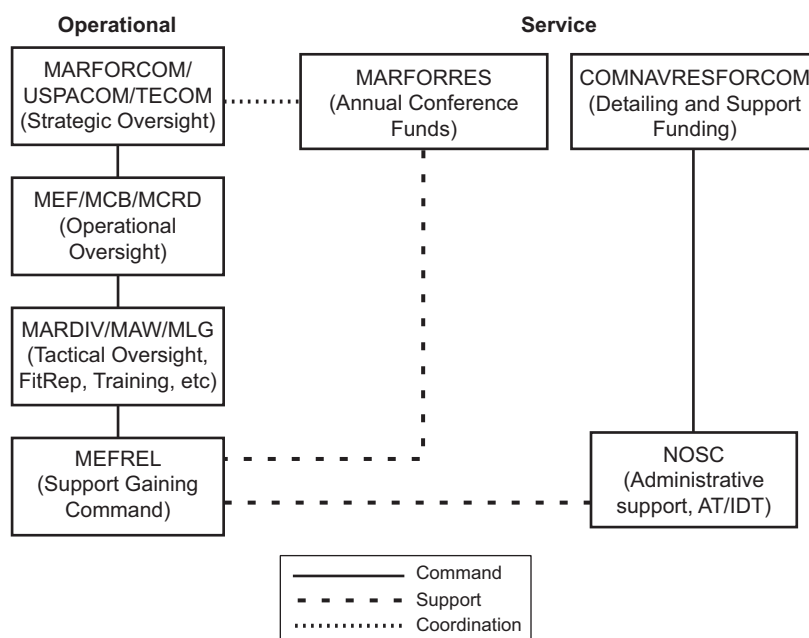 Operational
Service
MARFORCOM/
USPACOM/TECOM
(Strategic Oversight)
MARFORRES
(Annual Conference
Funds)
COMNAVRESFORCOM
(Detailing and Support
Funding)
MEF/MCB/MCRD
(Operational
Oversight)
MARDIV/MAW/MLG
(Tactical Oversight,
FitRep, Training, etc)
MEFREL
(Support Gaining
Command)
NOSC
(Administrative
support, AT/IDT)
Command
Support
Coordination